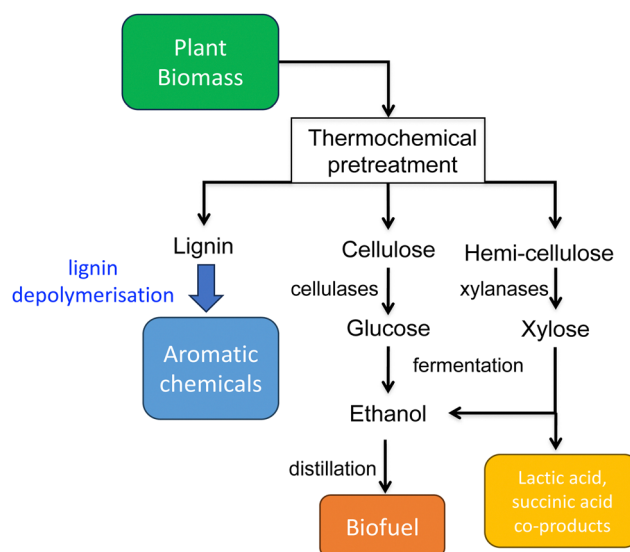 Plant
Biomass
Thermochemical
pretreatment
Lignin
Cellulose
Hemi-cellulose
lignin
depolymerisation
cellulases
xylanases
Aromatic
chemicals
Glucose
Xylose
fermentation
Ethanol
distillation
Lactic acid,
succinic acid
co-products
Biofuel